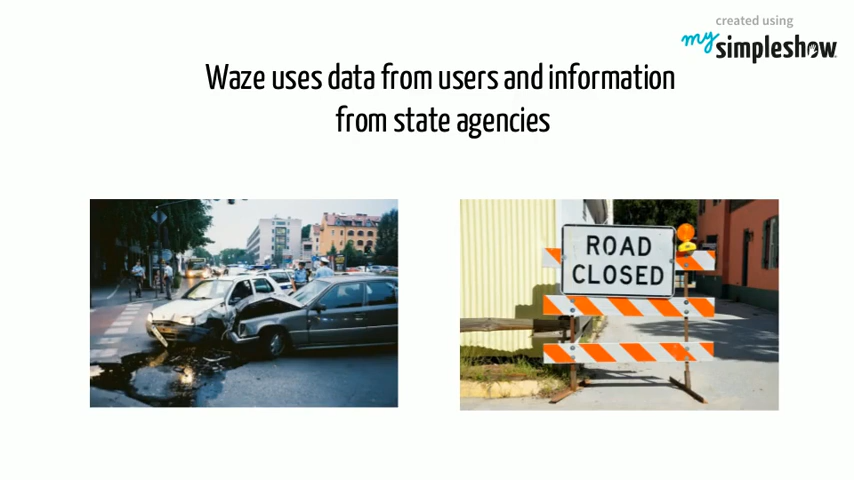 created using
my simpleshow
Waze uses data from users and information
from state agencies
ROAD
CLOSED